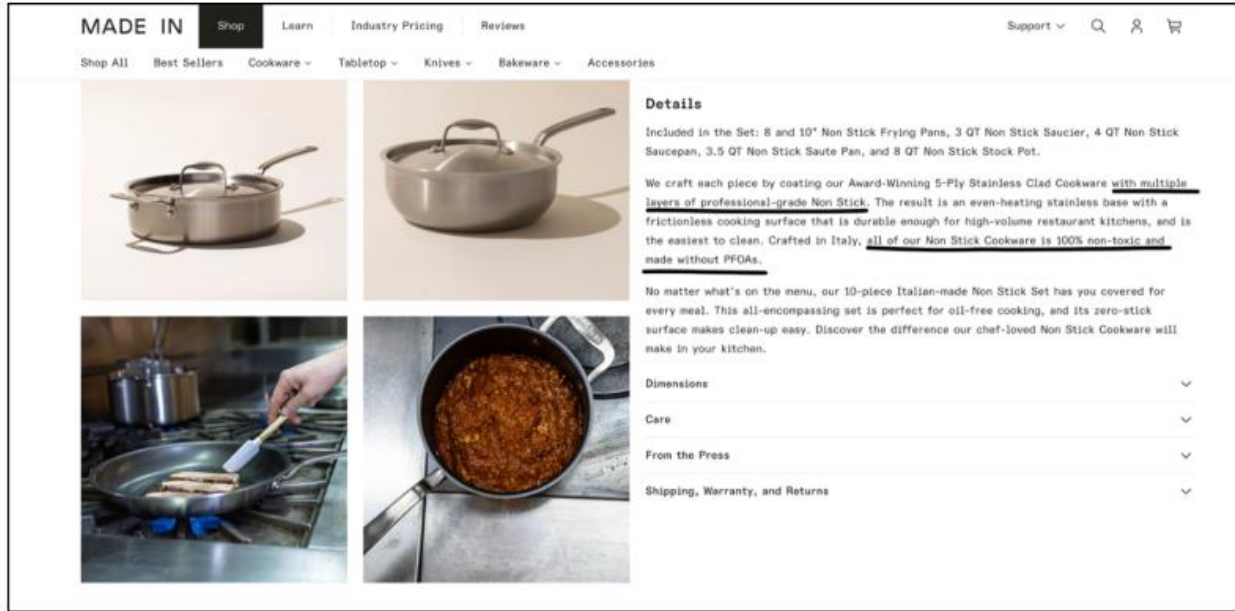 MADE IN Shop Learn Industry Pricing Reviews Support
Shop All Best Sellers Cookware Tabletop Knives Bakeware Accessories
Details
Included in the Set: 8 and 10" Non Stick Frying Pans, 3 QT Non Stick Saucier, 4 QT Non Stick
Saucepan, 3.5 QT Non Stick Saute Pan, and 8 QT Non Stick Stock Pot.
We craft each piece by coating our Award-Winning 5-Ply Stainless Clad Cookware with multiple
layers of professional-grade Non Stick. The result is an even-heating stainless base with a
frictionless cooking surface that is durable enough for high-volume restaurant kitchens, and is
the easiest to clean. Crafted in Italy, all of our Non Stick Cookware is 100% non-toxic and
made without PFOAs.
No matter what's on the menu, our 10-piece Italian-made Non Stick Set has you covered for
every meal. This all-encompassing set is perfect for oil-free cooking, and its zero-stick
surface makes clean-up easy. Discover the difference our chef-loved Non Stick Cookware will
make in your kitchen.
Dimensions
Care
From the Press
Shipping, Warranty, and Returns